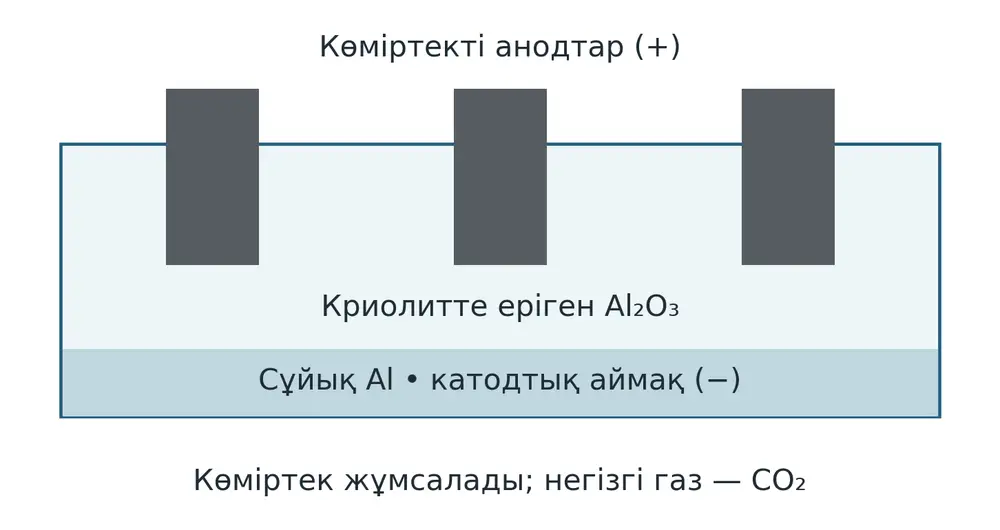 Көміртекті анодтар (+)
Криолитте еріген Al₂O₃
Сұйық Al • катодтық аймақ (−)
Көміртек жұмсалады; негізгі газ — CO₂